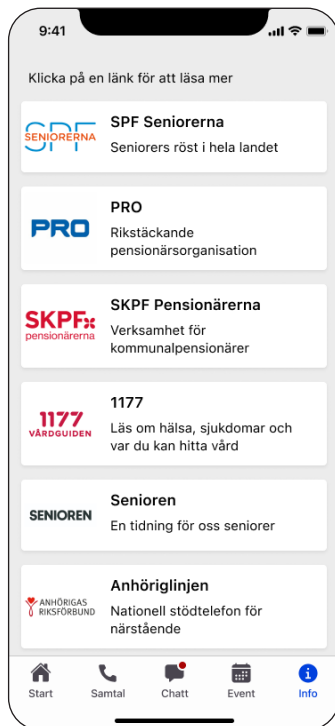 9:41
Klicka på en länk för att läsa mer
SENIORERNA
SPF
SPF Seniorerna
Seniorers röst i hela landet
PRO
PRO
Rikstäckande
pensionärsorganisation
SKPF
pensionärerna
SKPF Pensionärerna
Verksamhet för
kommunalpensionärer
1177
VÅRDGUIDEN
1177
Läs om hälsa, sjukdomar och
var du kan hitta vård
SENIOREN
Senioren
En tidning för oss seniorer
ANHÖRIGAS
RIKSFÖRBUND
Anhöriglinjen
Nationell stödtelefon för
närstående
Start
Samtal
Chatt
Event
Info